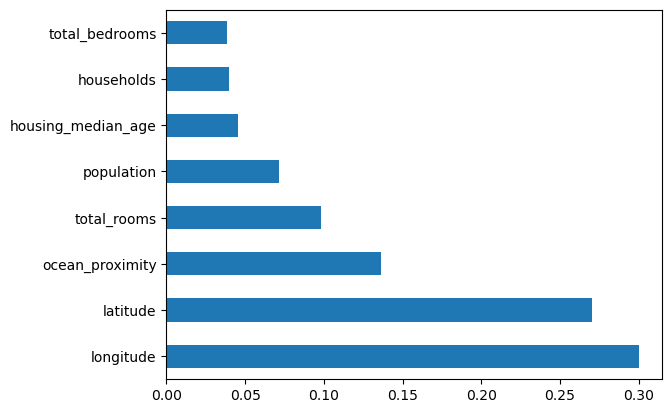 total_bedrooms
households
housing_median_age
population
total_rooms
ocean_proximity
latitude
longitude
0.00 0.05 0.10 0.15 0.20 0.25 0.30